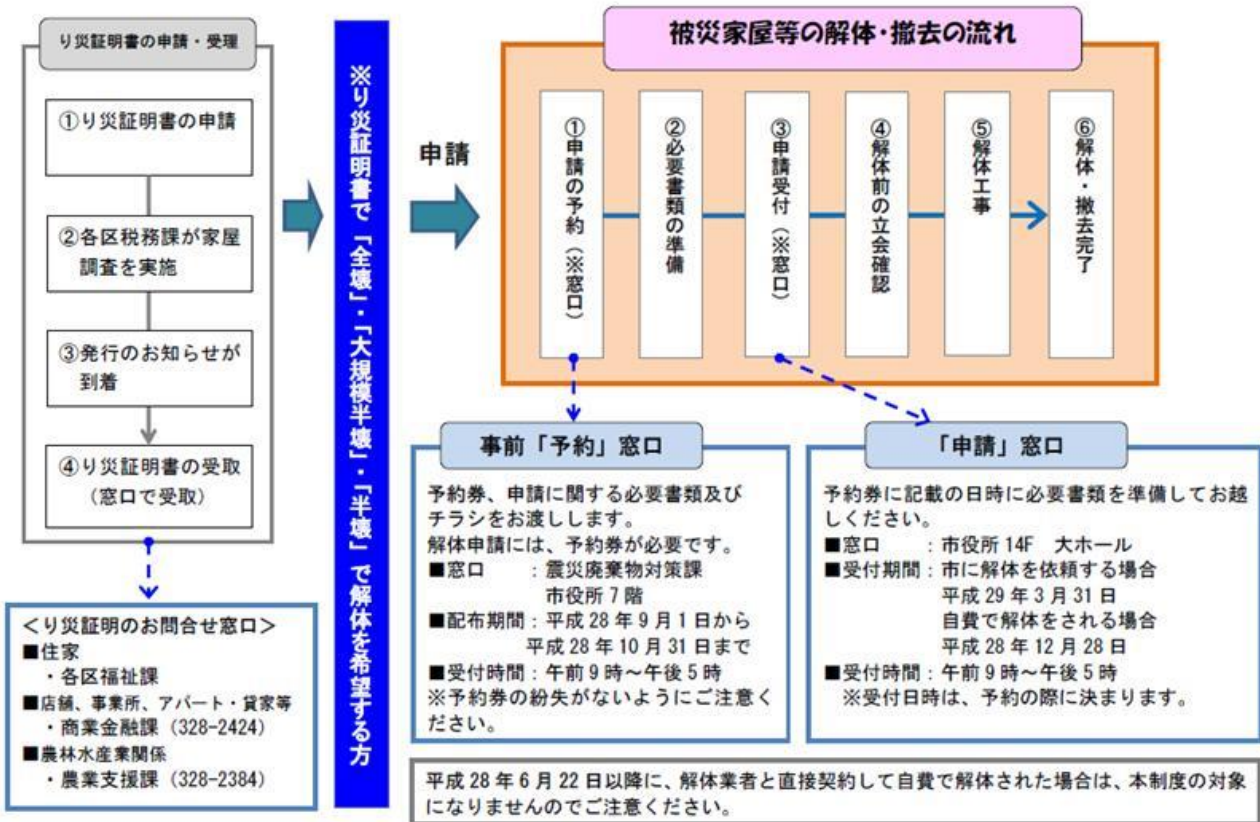 り災証明書の申請・受理
①り災証明書の申請
②各区税務課が家屋
調査を実施
③発行のお知らせが
到着
④り災証明書の受取
(窓口で受取)
<り災証明のお問合せ窓口>
■住家
・各区福祉課
■店舗、事業所、アパート・貸家等
・商業金融課(328-2424)
■農林水産業関係
・農業支援課(328-2384)
※り災証明書で「全壊」・「大規模半壊」・「半壊」で解体を希望する方
申請
被災家屋等の解体・撤去の流れ
①申請の予約(※窓口)
②必要書類の準備
③申請受付(※窓口)
④解体前の立会確認
⑤解体工事
⑥解体・撤去完了
事前「予約」窓口
予約券、申請に関する必要書類及び
チラシをお渡しします。
解体申請には、予約券が必要です。
■窓口 :震災廃棄物対策課
市役所7階
■配布期間:平成28年9月1日から
平成28年10月31日まで
■受付時間:午前9時~午後5時
※予約券の紛失がないようにご注意く
ださい。
「申請」窓口
予約券に記載の日時に必要書類を準備してお越
しください。
■窓口 :市役所14F 大ホール
■受付期間:市に解体を依頼する場合
平成29年3月31日
自費で解体をされる場合
平成28年12月28日
■受付時間:午前9時~午後5時
※受付日時は、予約の際に決まります。
平成28年6月22日以降に、解体業者と直接契約して自費で解体された場合は、本制度の対象
になりませんのでご注意ください。